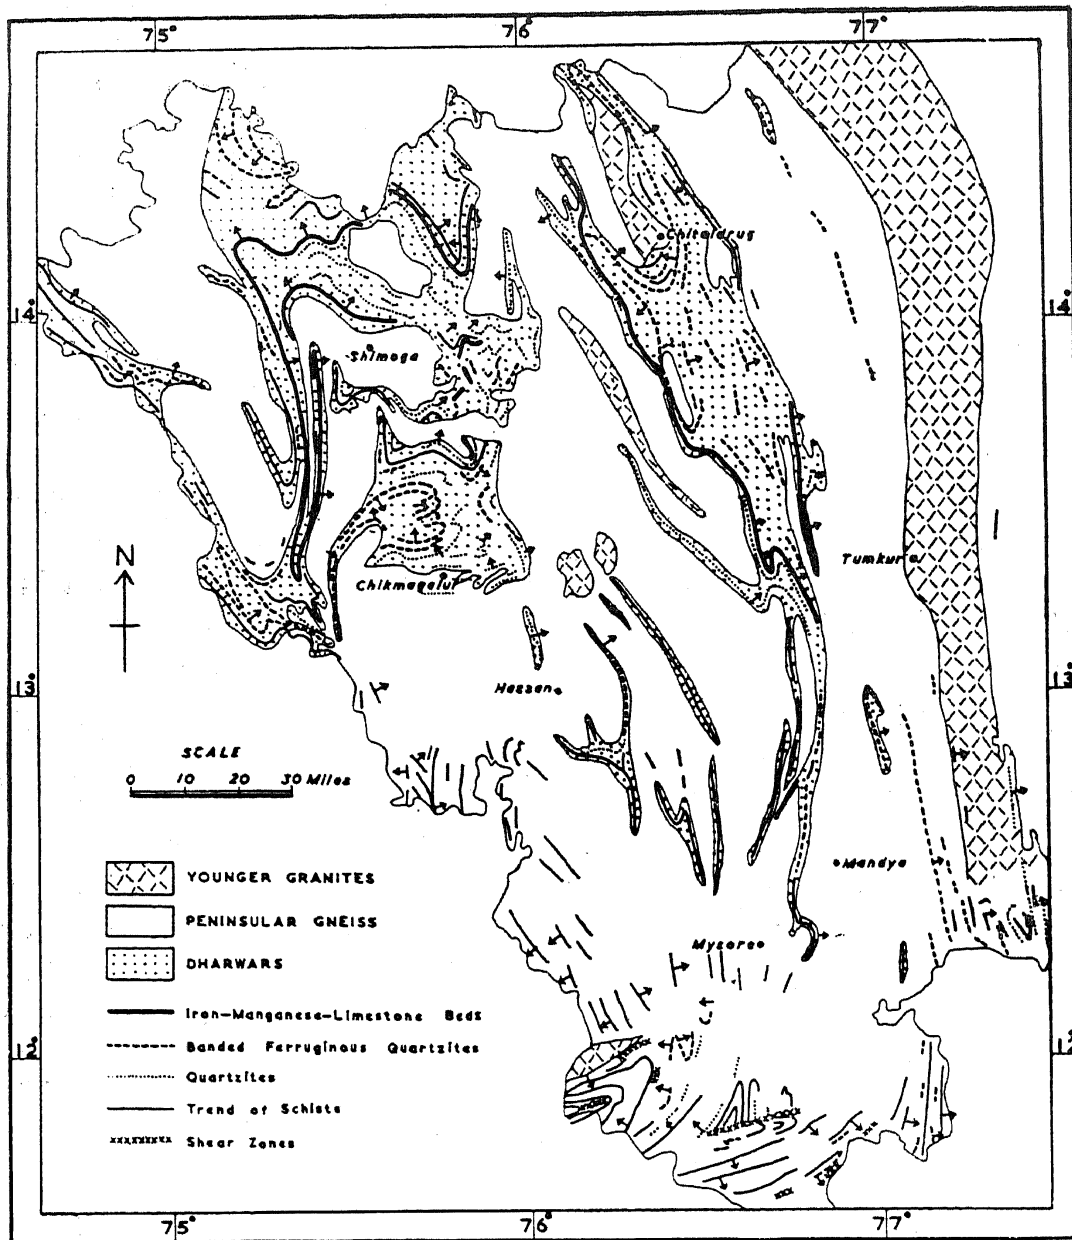 75° 76° 77°
Chitaldrug
14° 14°
Shimoga
Tumkur
Chikmagalur
N
13° 13°
Hassan
SCALE
0 10 20 30 Miles
Mandya
YOUNGER GRANITES
PENINSULAR GNEISS
Mysore
DHARWARS
Iron-Manganese-Limestone Beds
12° 12°
Banded Ferruginous Quartzites
Quartzites
Trend of Schists
Shear Zones
75° 76° 77°